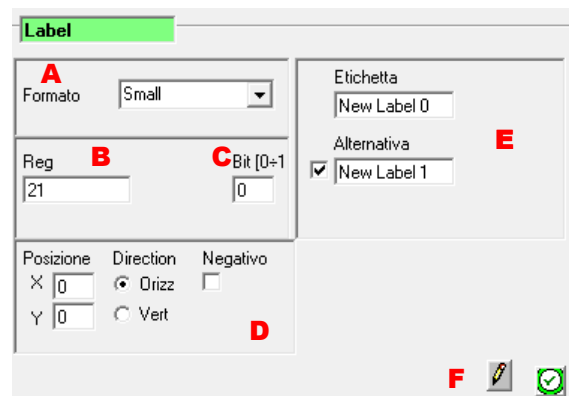 Label
A
Formato Small
Etichetta
New Label 0
Alternativa
New Label 1
E
Reg B C Bit [0÷1
21 0
Posizione Direction Negativo
X 0 Orizz
Y 0 Vert
D
F